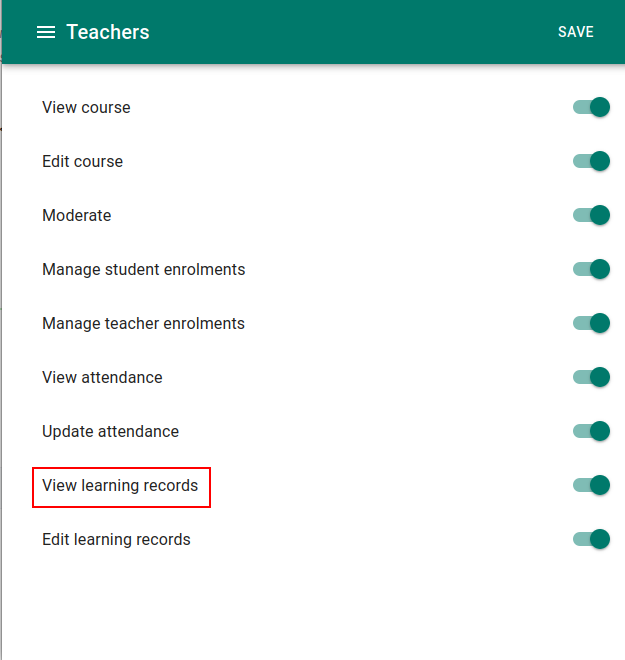 Teachers
SAVE
View course
Edit course
Moderate
Manage student enrolments
Manage teacher enrolments
View attendance
Update attendance
View learning records
Edit learning records